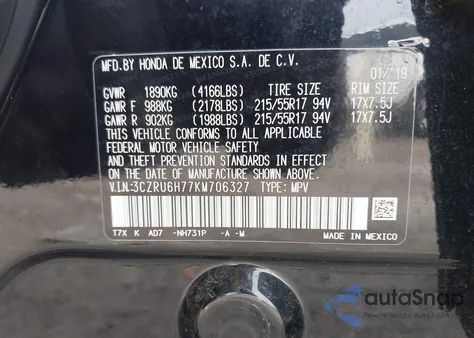 MFD.BY HONDA DE MEXICO S.A. DE C.V.
01/19
GVWR 1890KG (4166LBS) TIRE SIZE RIM SIZE
GAWR F 988KG (2178LBS) 215/55R17 94V 17X7.5J
GAWR R 902KG (1988LBS) 215/55R17 94V 17X7.5J
THIS VEHICLE CONFORMS TO ALL APPLICABLE
FEDERAL MOTOR VEHICLE SAFETY
AND THEFT PREVENTION STANDARDS IN EFFECT
ON THE DATE OF MANUFACTURE SHOWN ABOVE.
V.I.N:3CZRU6H77KM706327 TYPE: MPV
T7X K AD7 -NH731P -A -M MADE IN MEXICO
autoSnap